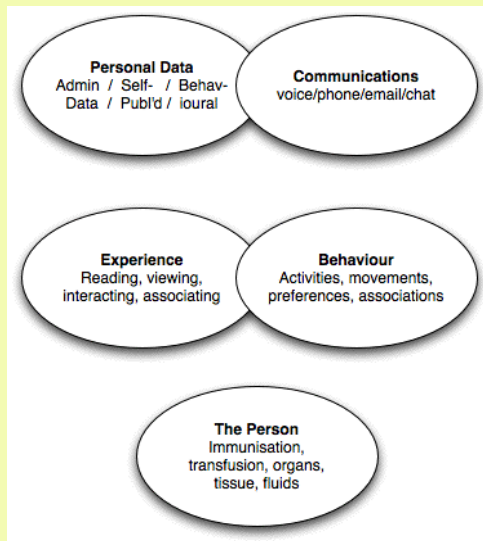 Personal Data
Admin / Self- / Behav-
Data / Publ'd / ioural
Communications
voice/phone/email/chat
Experience
Reading, viewing,
interacting, associating
Behaviour
Activities, movements,
preferences, associations
The Person
Immunisation,
transfusion, organs,
tissue, fluids